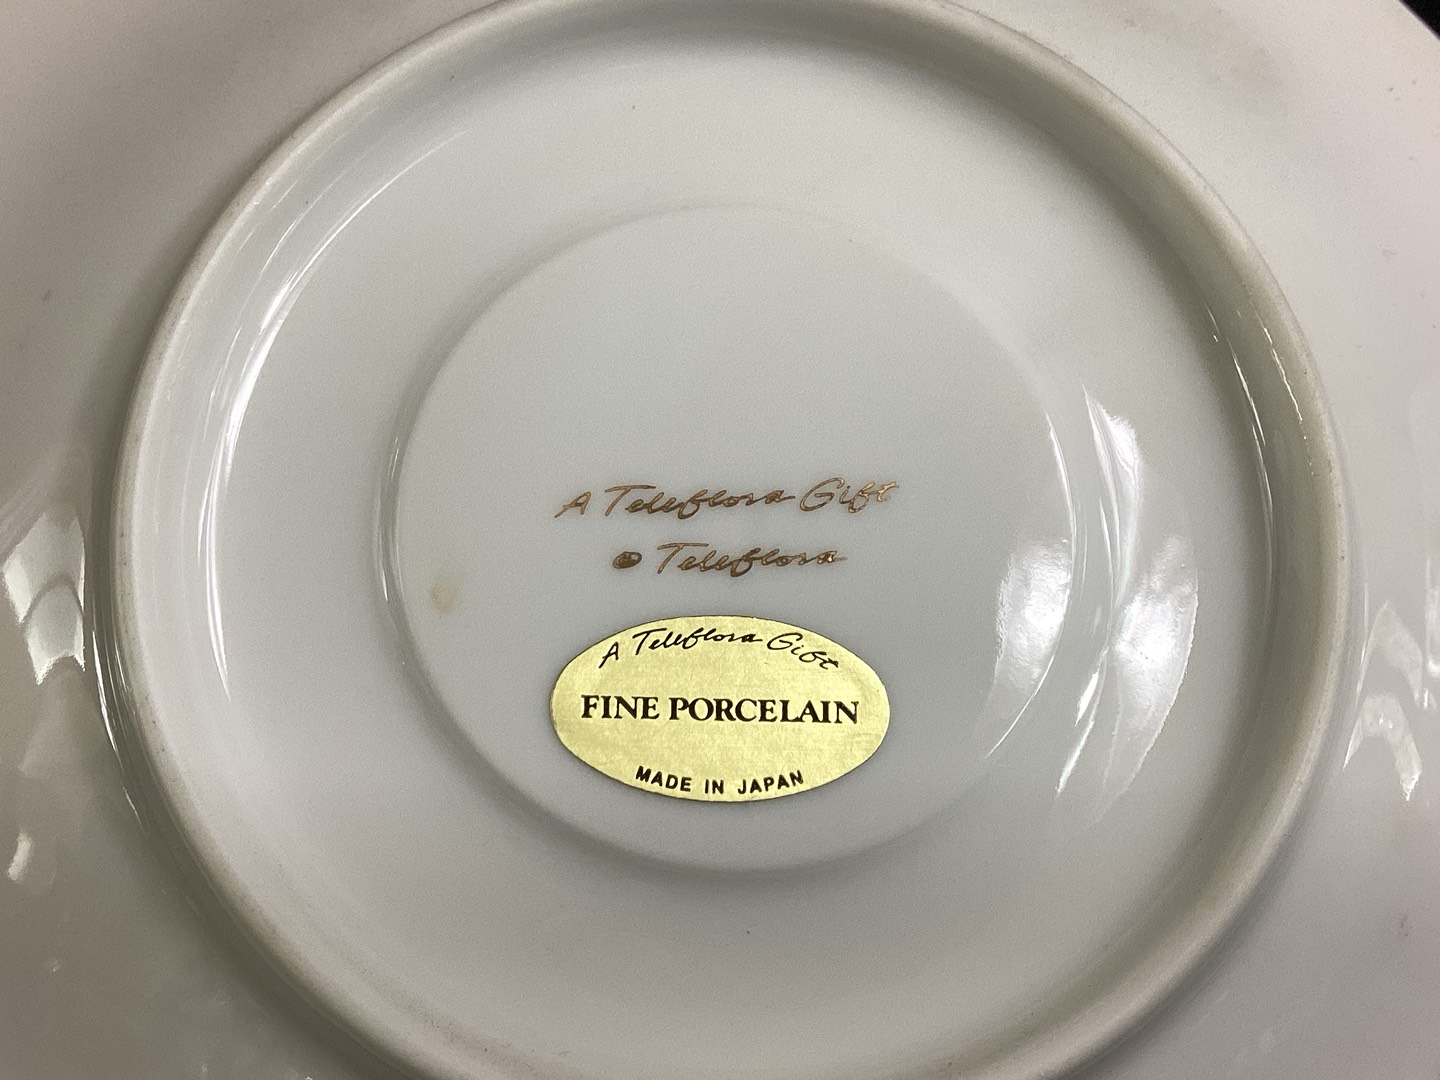 A Teleflora Gift
© Teleflora
A Teleflora Gift
FINE PORCELAIN
MADE IN JAPAN